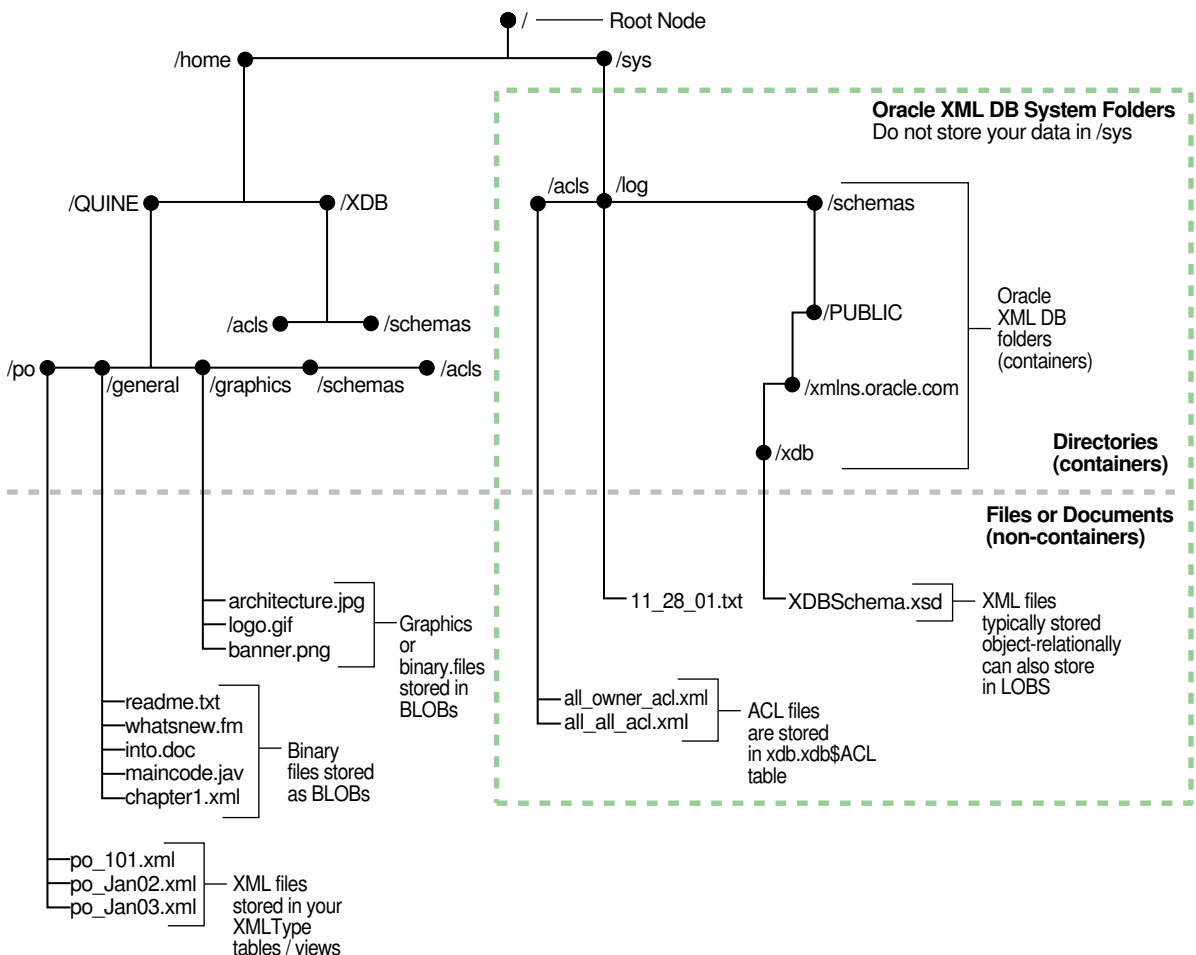 /
Root Node
/home
/sys
Oracle XML DB System Folders
Do not store your data in /sys
/QUINE
/XDB
/acls
/log
/schemas
/acls
/schemas
/PUBLIC
Oracle
XML DB
folders
(containers)
/po
/general
/graphics
/schemas
/acls
/xmlns.oracle.com
/xdb
Directories
(containers)
Files or Documents
(non-containers)
architecture.jpg
logo.gif
banner.png
Graphics
or
binary.files
stored in
BLOBs
11_28_01.txt
XDBSchema.xsd
XML files
typically stored
object-relationally
can also store
in LOBS
readme.txt
whatsnew.fm
into.doc
maincode.jav
chapter1.xml
Binary
files stored
as BLOBs
all_owner_acl.xml
all_all_acl.xml
ACL files
are stored
in xdb.xdb$ACL
table
po_101.xml
po_Jan02.xml
po_Jan03.xml
XML files
stored in your
XMLType
tables / views